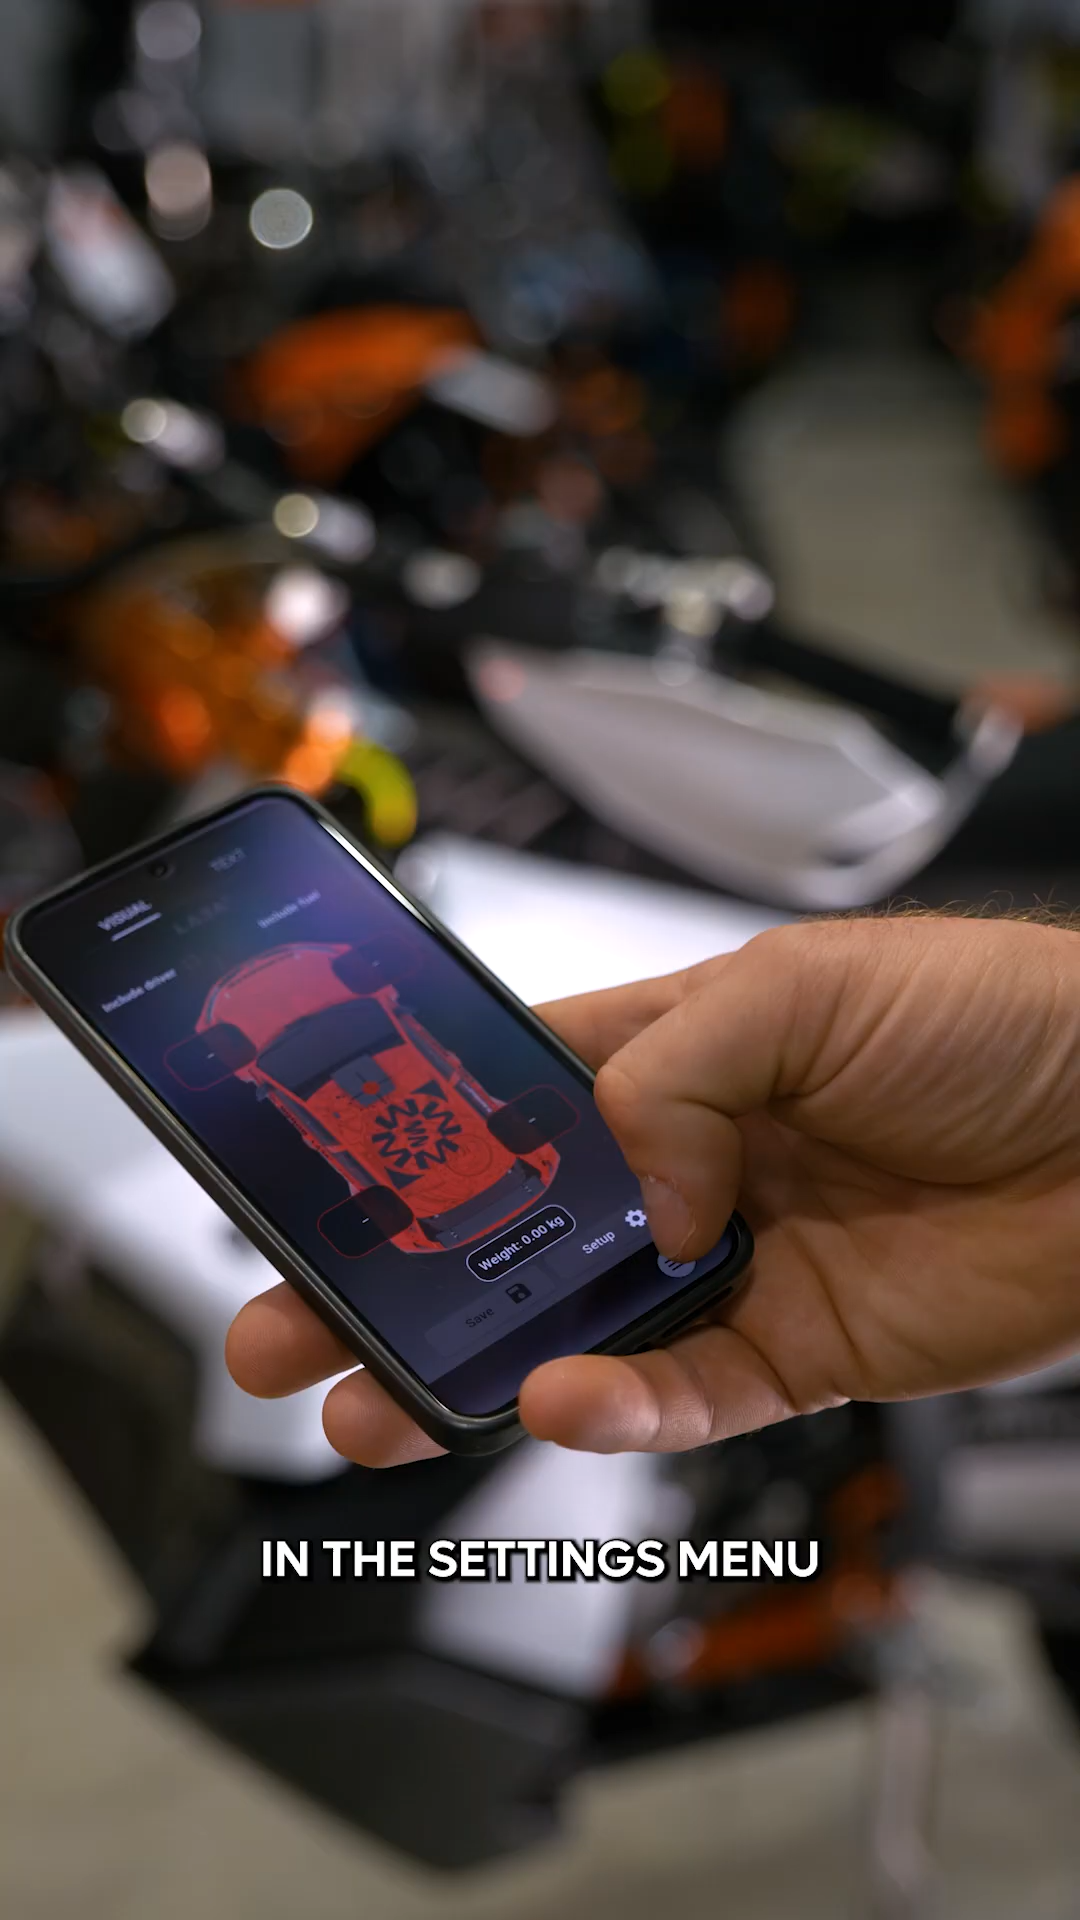 VISUAL
TEXT
Include fuel
Include driver
Weight: 0.00 kg
Setup
Save
IN THE SETTINGS MENU